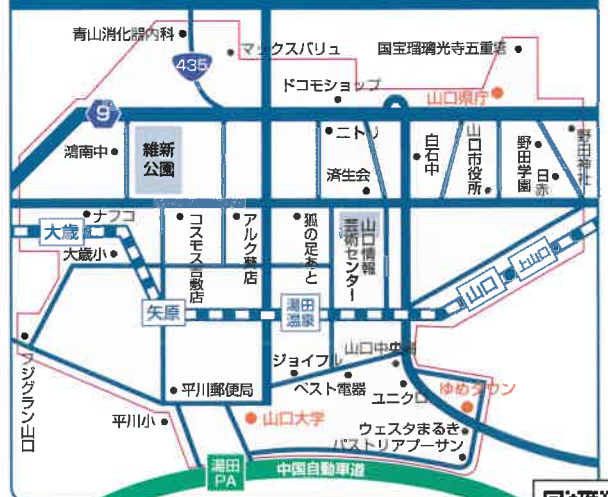 青山消化器内科
マックスバリュ
国宝瑠璃光寺五重塔
435
ドコモショップ
山口県庁
9
鴻南中
維新
公園
ニトリ
済生会
白石中
山口市役所
野田学園
日赤
野田神社
ナフコ
大歳
大歳小
コスモス吉敷店
アルク葵店
狐の足あと
山口情報
芸術センター
矢原
湯田
温泉
山口
上山口
フジグラン山口
ジョイフル
山口中央高
ベスト電器
ユニクロ
ゆめタウン
平川郵便局
平川小
山口大学
ウェスタまるき
パストリアプーサン
湯田
PA
中国自動車道